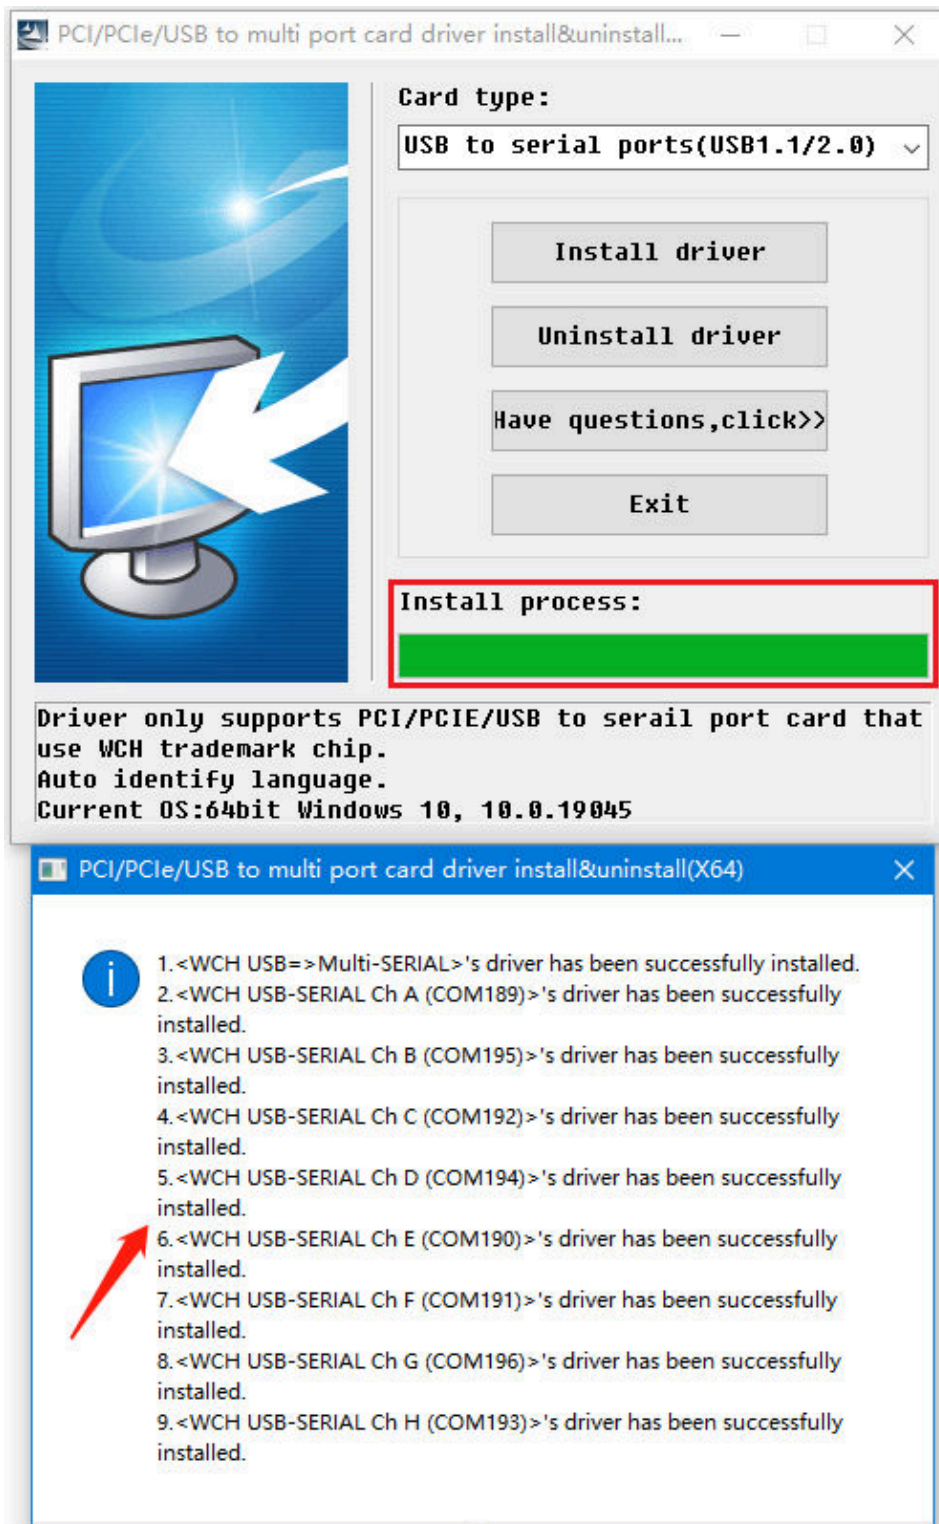 PCI/PCIe/USB to multi port card driver install&uninstall...
Card type:
USB to serial ports(USB1.1/2.0)
Install driver
Uninstall driver
Have questions,click>>
Exit
Install process:
Driver only supports PCI/PCIE/USB to serail port card that
use WCH trademark chip.
Auto identify language.
Current OS:64bit Windows 10, 10.0.19045
PCI/PCIe/USB to multi port card driver install&uninstall(X64)
1.<WCH USB=>Multi-SERIAL>'s driver has been successfully installed.
2.<WCH USB-SERIAL Ch A (COM189)>'s driver has been successfully
installed.
3.<WCH USB-SERIAL Ch B (COM195)>'s driver has been successfully
installed.
4.<WCH USB-SERIAL Ch C (COM192)>'s driver has been successfully
installed.
5.<WCH USB-SERIAL Ch D (COM194)>'s driver has been successfully
installed.
6.<WCH USB-SERIAL Ch E (COM190)>'s driver has been successfully
installed.
7.<WCH USB-SERIAL Ch F (COM191)>'s driver has been successfully
installed.
8.<WCH USB-SERIAL Ch G (COM196)>'s driver has been successfully
installed.
9.<WCH USB-SERIAL Ch H (COM193)>'s driver has been successfully
installed.